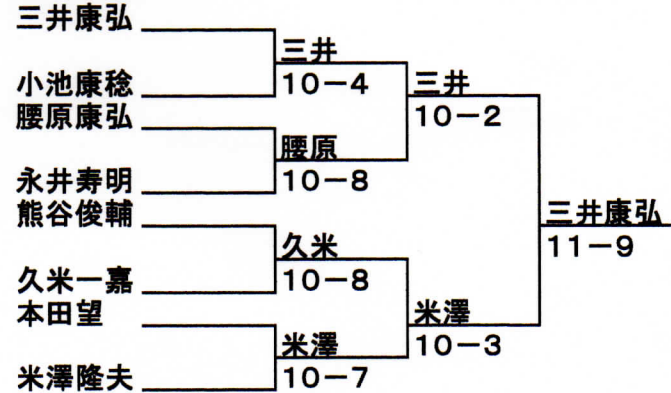 三井康弘
小池康稔
腰原康弘
永井寿明
熊谷俊輔
久米一嘉
本田望
米澤隆夫
三井
10-4
腰原
10-8
久米
10-8
米澤
10-7
三井
10-2
米澤
10-3
三井康弘
11-9